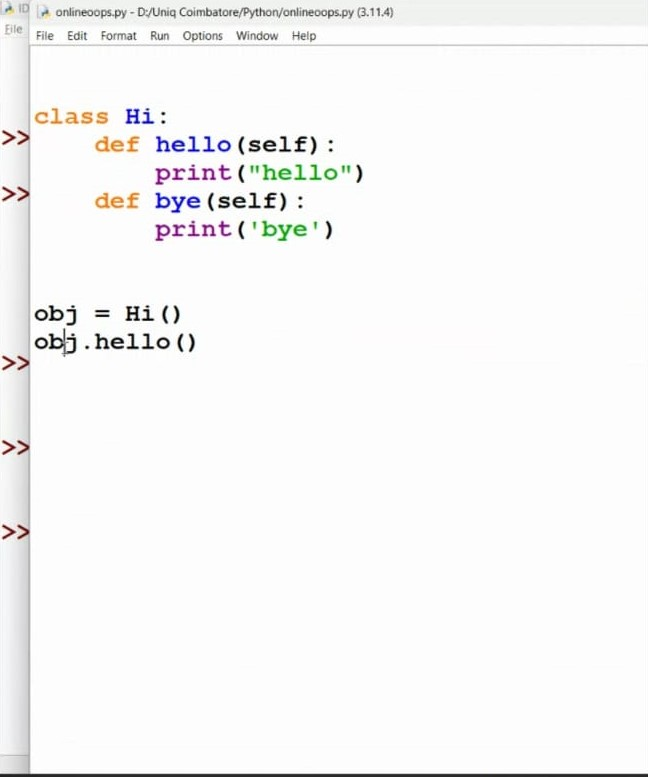 ID
onlineoops.py - D:/Uniq Coimbatore/Python/onlineoops.py (3.11.4)
File
File Edit Format Run Options Window Help
class Hi:
    def hello(self):
        print("hello")
    def bye(self):
        print('bye')
obj = Hi()
obj.hello()
>>
>>
>>
>>
>>